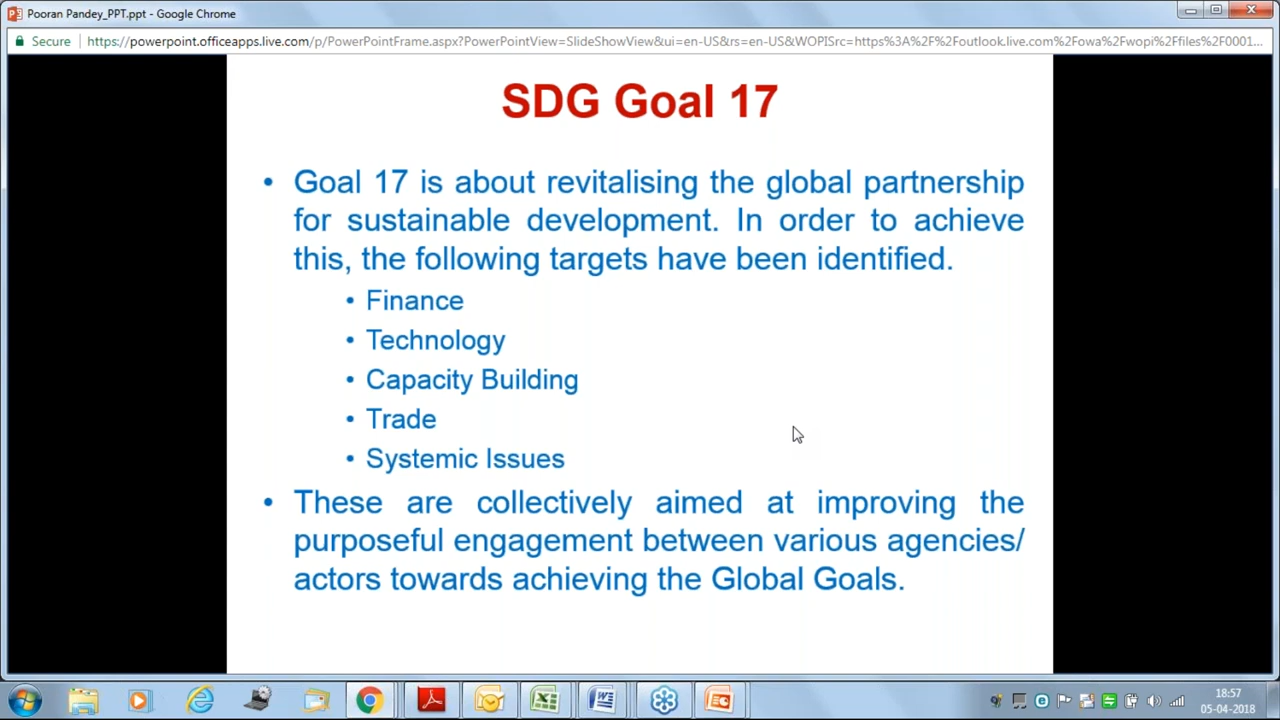 Pooran Pandey_PPT.ppt - Google Chrome
Secure https://powerpoint.officeapps.live.com/p/PowerPointFrame.aspx?PowerPointView=SlideShowView&ui=en-US&rs=en-US&WOPISrc=https%3A%2F%2Foutlook.live.com%2Fowa%2Fwopi%2Ffiles%2F0001...
SDG Goal 17
• Goal 17 is about revitalising the global partnership
for sustainable development. In order to achieve
this, the following targets have been identified.
• Finance
• Technology
• Capacity Building
• Trade
• Systemic Issues
• These are collectively aimed at improving the
purposeful engagement between various agencies/
actors towards achieving the Global Goals.
18:57
05-04-2018